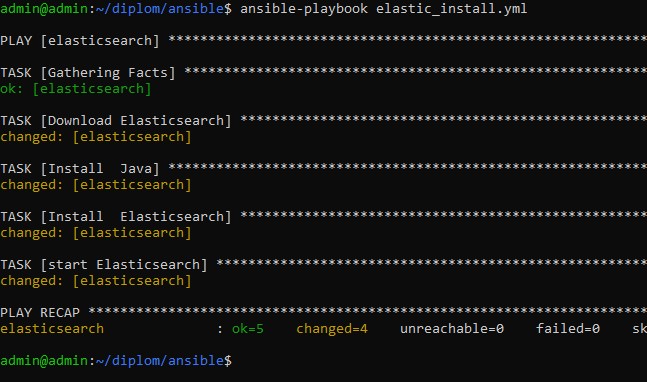 admin@admin:~/diplom/ansible$ ansible-playbook elastic_install.yml
PLAY [elasticsearch] ************************************************************
TASK [Gathering Facts] **********************************************************
ok: [elasticsearch]
TASK [Download Elasticsearch] ***************************************************
changed: [elasticsearch]
TASK [Install  Java] ************************************************************
changed: [elasticsearch]
TASK [Install  Elasticsearch] ***************************************************
changed: [elasticsearch]
TASK [start Elasticsearch] ******************************************************
changed: [elasticsearch]
PLAY RECAP **********************************************************************
elasticsearch              : ok=5    changed=4    unreachable=0    failed=0    sk
admin@admin:~/diplom/ansible$